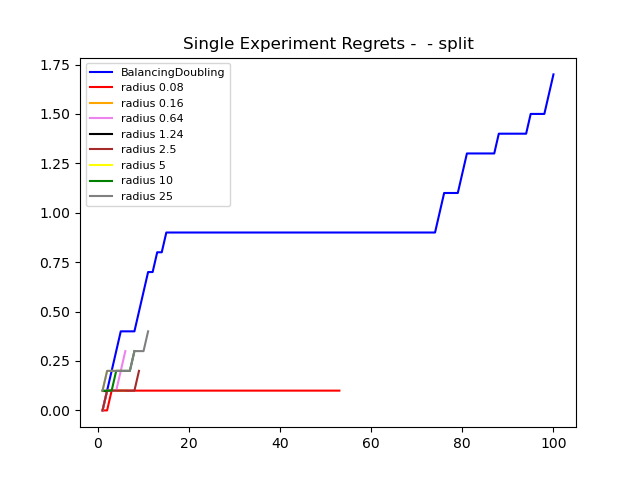 Single Experiment Regrets -  - split
1.75
1.50
1.25
1.00
0.75
0.50
0.25
0.00
BalancingDoubling
radius 0.08
radius 0.16
radius 0.64
radius 1.24
radius 2.5
radius 5
radius 10
radius 25
0 20 40 60 80 100